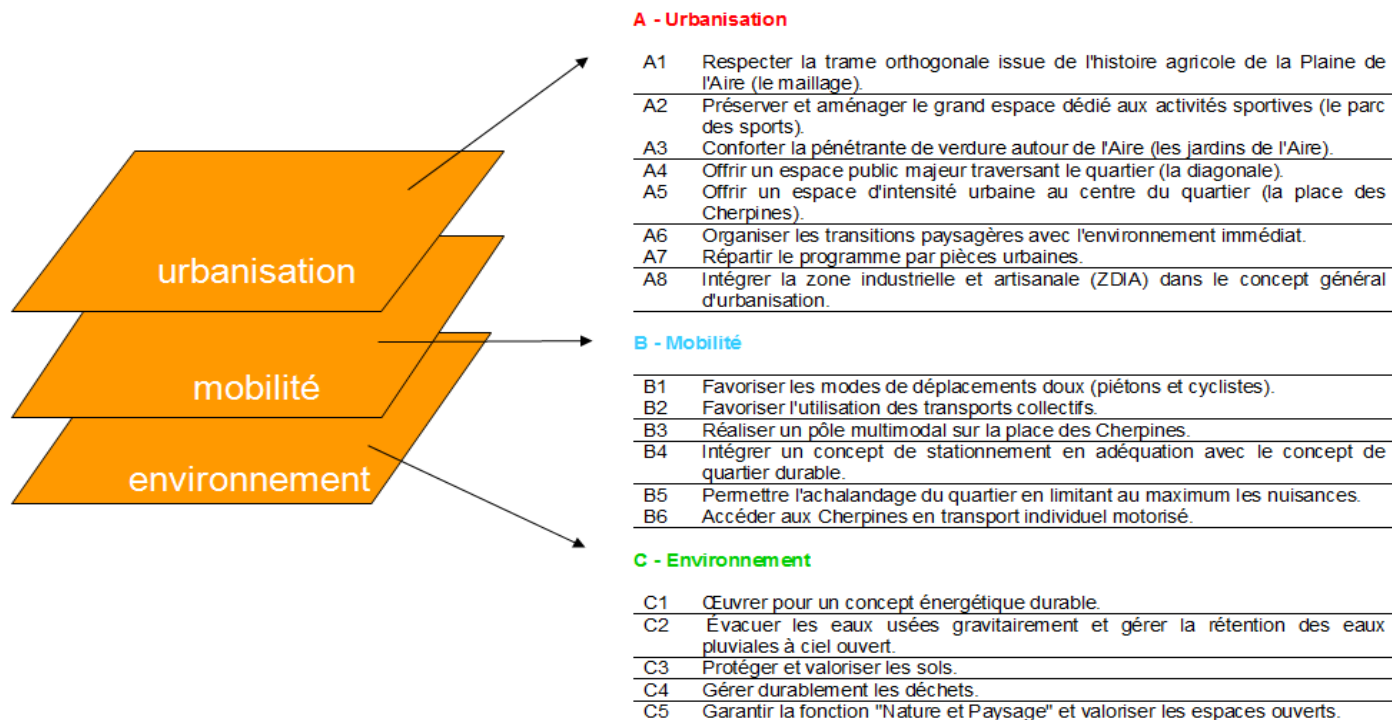 urbanisation
mobilité
environnement
A - Urbanisation
A1 Respecter la trame orthogonale issue de l'histoire agricole de la Plaine de
l'Aire (le maillage).
A2 Préserver et aménager le grand espace dédié aux activités sportives (le parc
des sports).
A3 Conforter la pénétrante de verdure autour de l'Aire (les jardins de l'Aire).
A4 Offrir un espace public majeur traversant le quartier (la diagonale).
A5 Offrir un espace d'intensité urbaine au centre du quartier (la place des
Cherpines).
A6 Organiser les transitions paysagères avec l'environnement immédiat.
A7 Répartir le programme par pièces urbaines.
A8 Intégrer la zone industrielle et artisanale (ZDIA) dans le concept général
d'urbanisation.
B - Mobilité
B1 Favoriser les modes de déplacements doux (piétons et cyclistes).
B2 Favoriser l'utilisation des transports collectifs.
B3 Réaliser un pôle multimodal sur la place des Cherpines.
B4 Intégrer un concept de stationnement en adéquation avec le concept de
quartier durable.
B5 Permettre l'achalandage du quartier en limitant au maximum les nuisances.
B6 Accéder aux Cherpines en transport individuel motorisé.
C - Environnement
C1 Œuvrer pour un concept énergétique durable.
C2 Évacuer les eaux usées gravitairement et gérer la rétention des eaux
pluviales à ciel ouvert.
C3 Protéger et valoriser les sols.
C4 Gérer durablement les déchets.
C5 Garantir la fonction "Nature et Paysage" et valoriser les espaces ouverts.